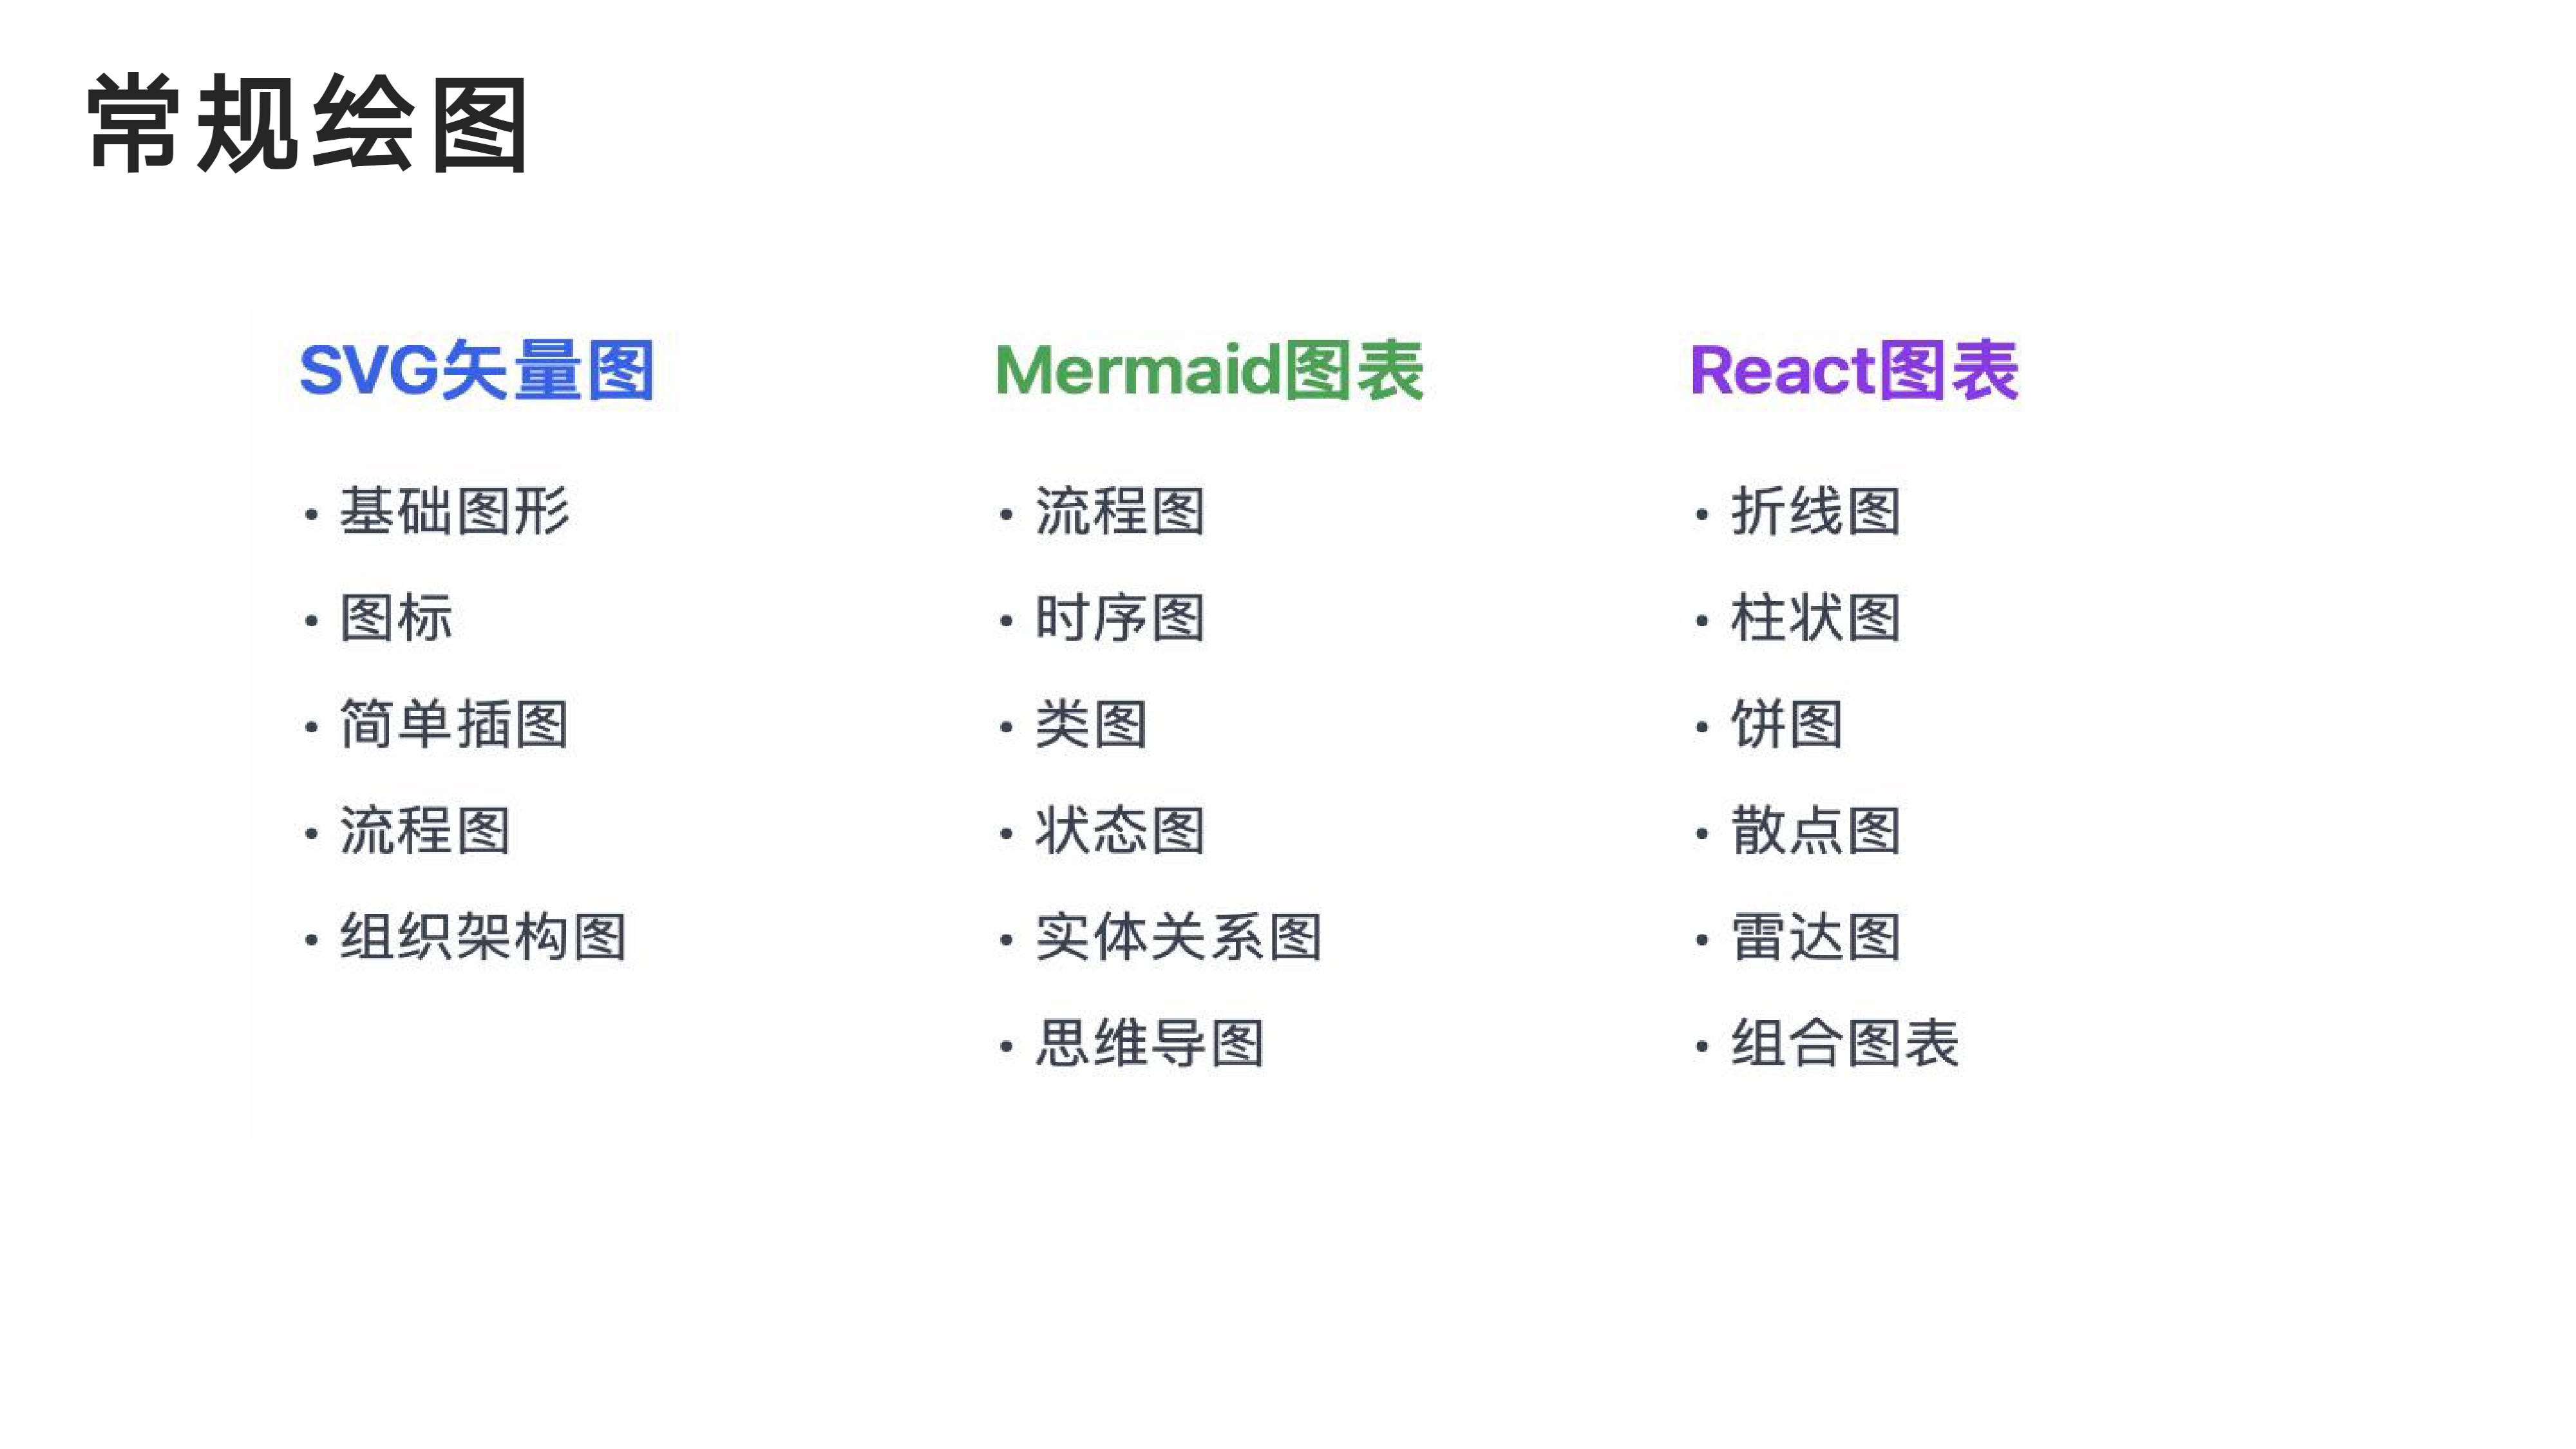 常规绘图
SVG矢量图
• 基础图形
• 图标
• 简单插图
• 流程图
• 组织架构图
Mermaid图表
• 流程图
• 时序图
• 类图
• 状态图
• 实体关系图
• 思维导图
React图表
• 折线图
• 柱状图
• 饼图
• 散点图
• 雷达图
• 组合图表